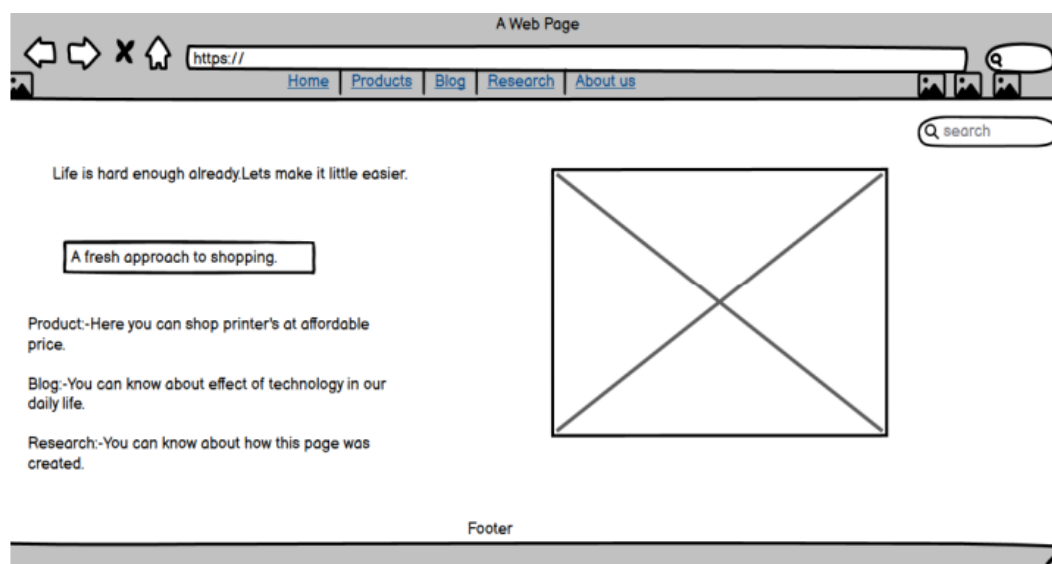 A Web Page
https://
Home Products Blog Research About us
search
Life is hard enough already.Lets make it little easier.
A fresh approach to shopping.
Product:-Here you can shop printer's at affordable
price.
Blog:-You can know about effect of technology in our
daily life.
Research:-You can know about how this page was
created.
Footer